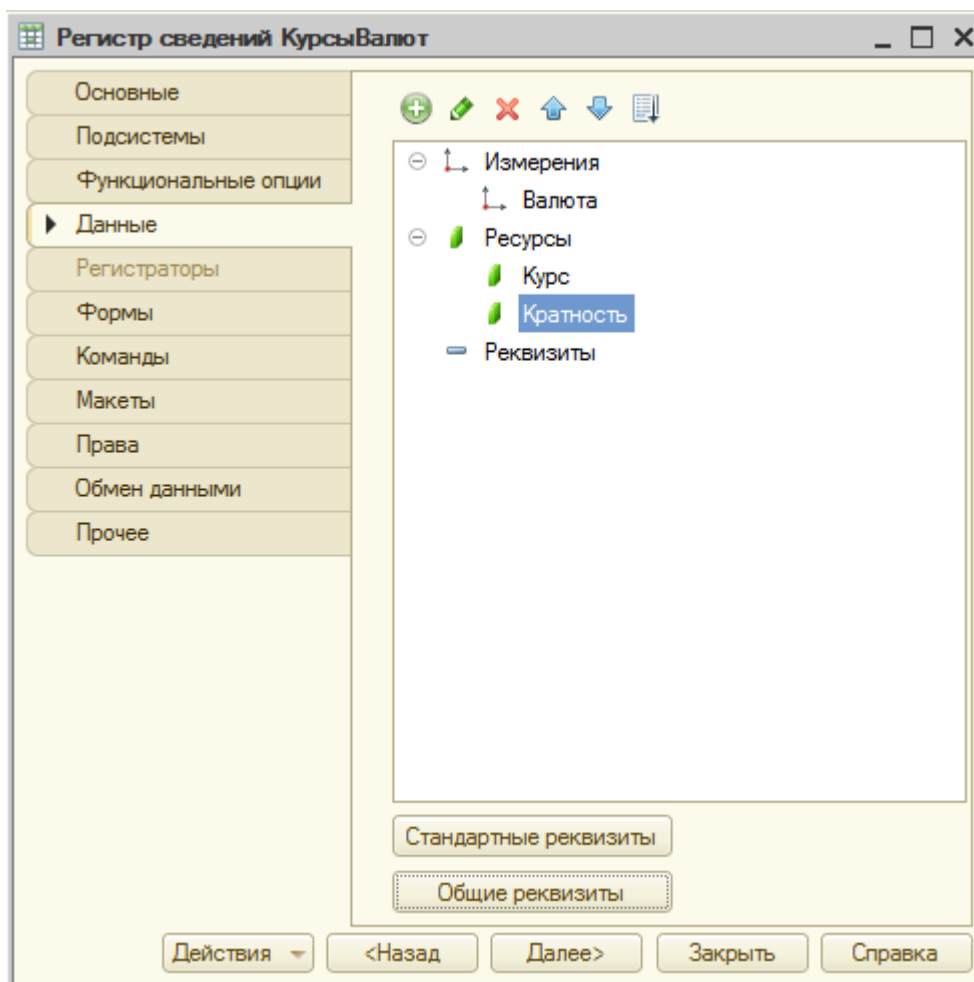 Регистр сведений КурсыВалют
Основные
Подсистемы
Функциональные опции
Данные
Регистраторы
Формы
Команды
Макеты
Права
Обмен данными
Прочее
Измерения
Валюта
Ресурсы
Курс
Кратность
Реквизиты
Стандартные реквизиты
Общие реквизиты
Действия <Назад Далее> Закрыть Справка